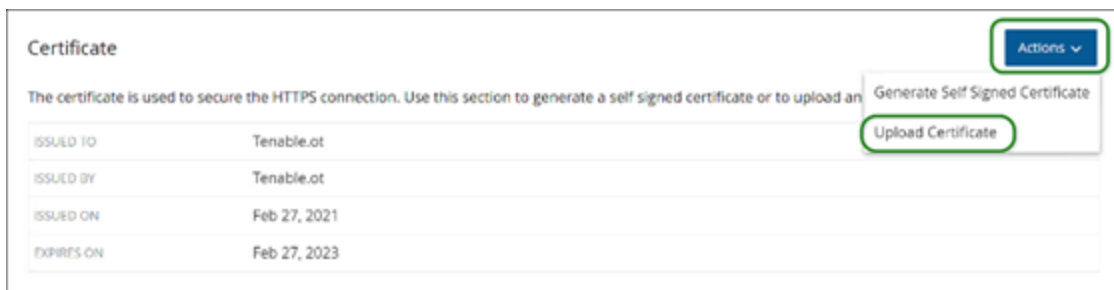 Certificate
Actions
The certificate is used to secure the HTTPS connection. Use this section to generate a self signed certificate or to upload an
Generate Self Signed Certificate
Upload Certificate
ISSUED TO Tenable.ot
ISSUED BY Tenable.ot
ISSUED ON Feb 27, 2021
EXPIRES ON Feb 27, 2023